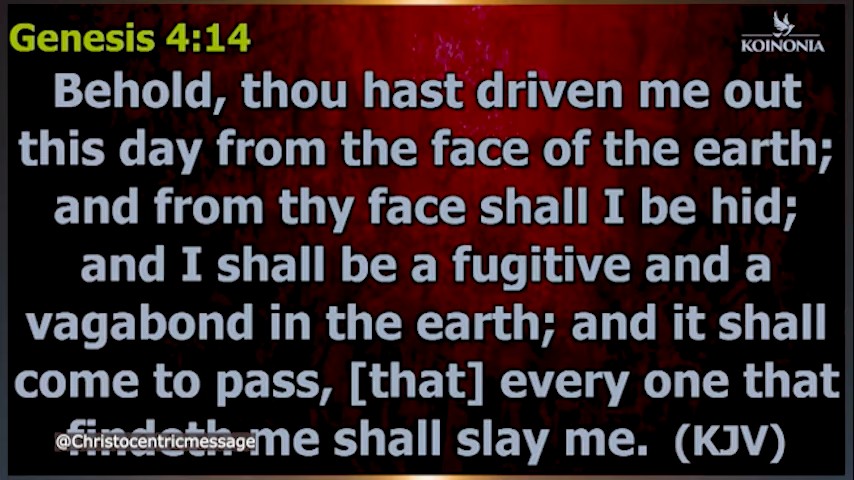 Genesis 4:14
KOINONIA
Behold, thou hast driven me out
this day from the face of the earth;
and from thy face shall I be hid;
and I shall be a fugitive and a
vagabond in the earth; and it shall
come to pass, [that] every one that
findeth me shall slay me. (KJV)
@Christocentricmessage